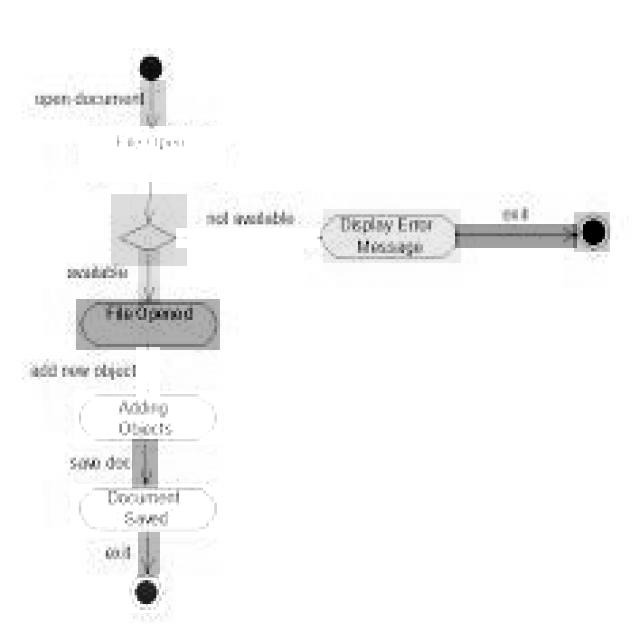 open document
File Open
not available
Display Error
Message
exit
available
File Opened
add new object
Adding
Objects
save doc
Document
Saved
exit